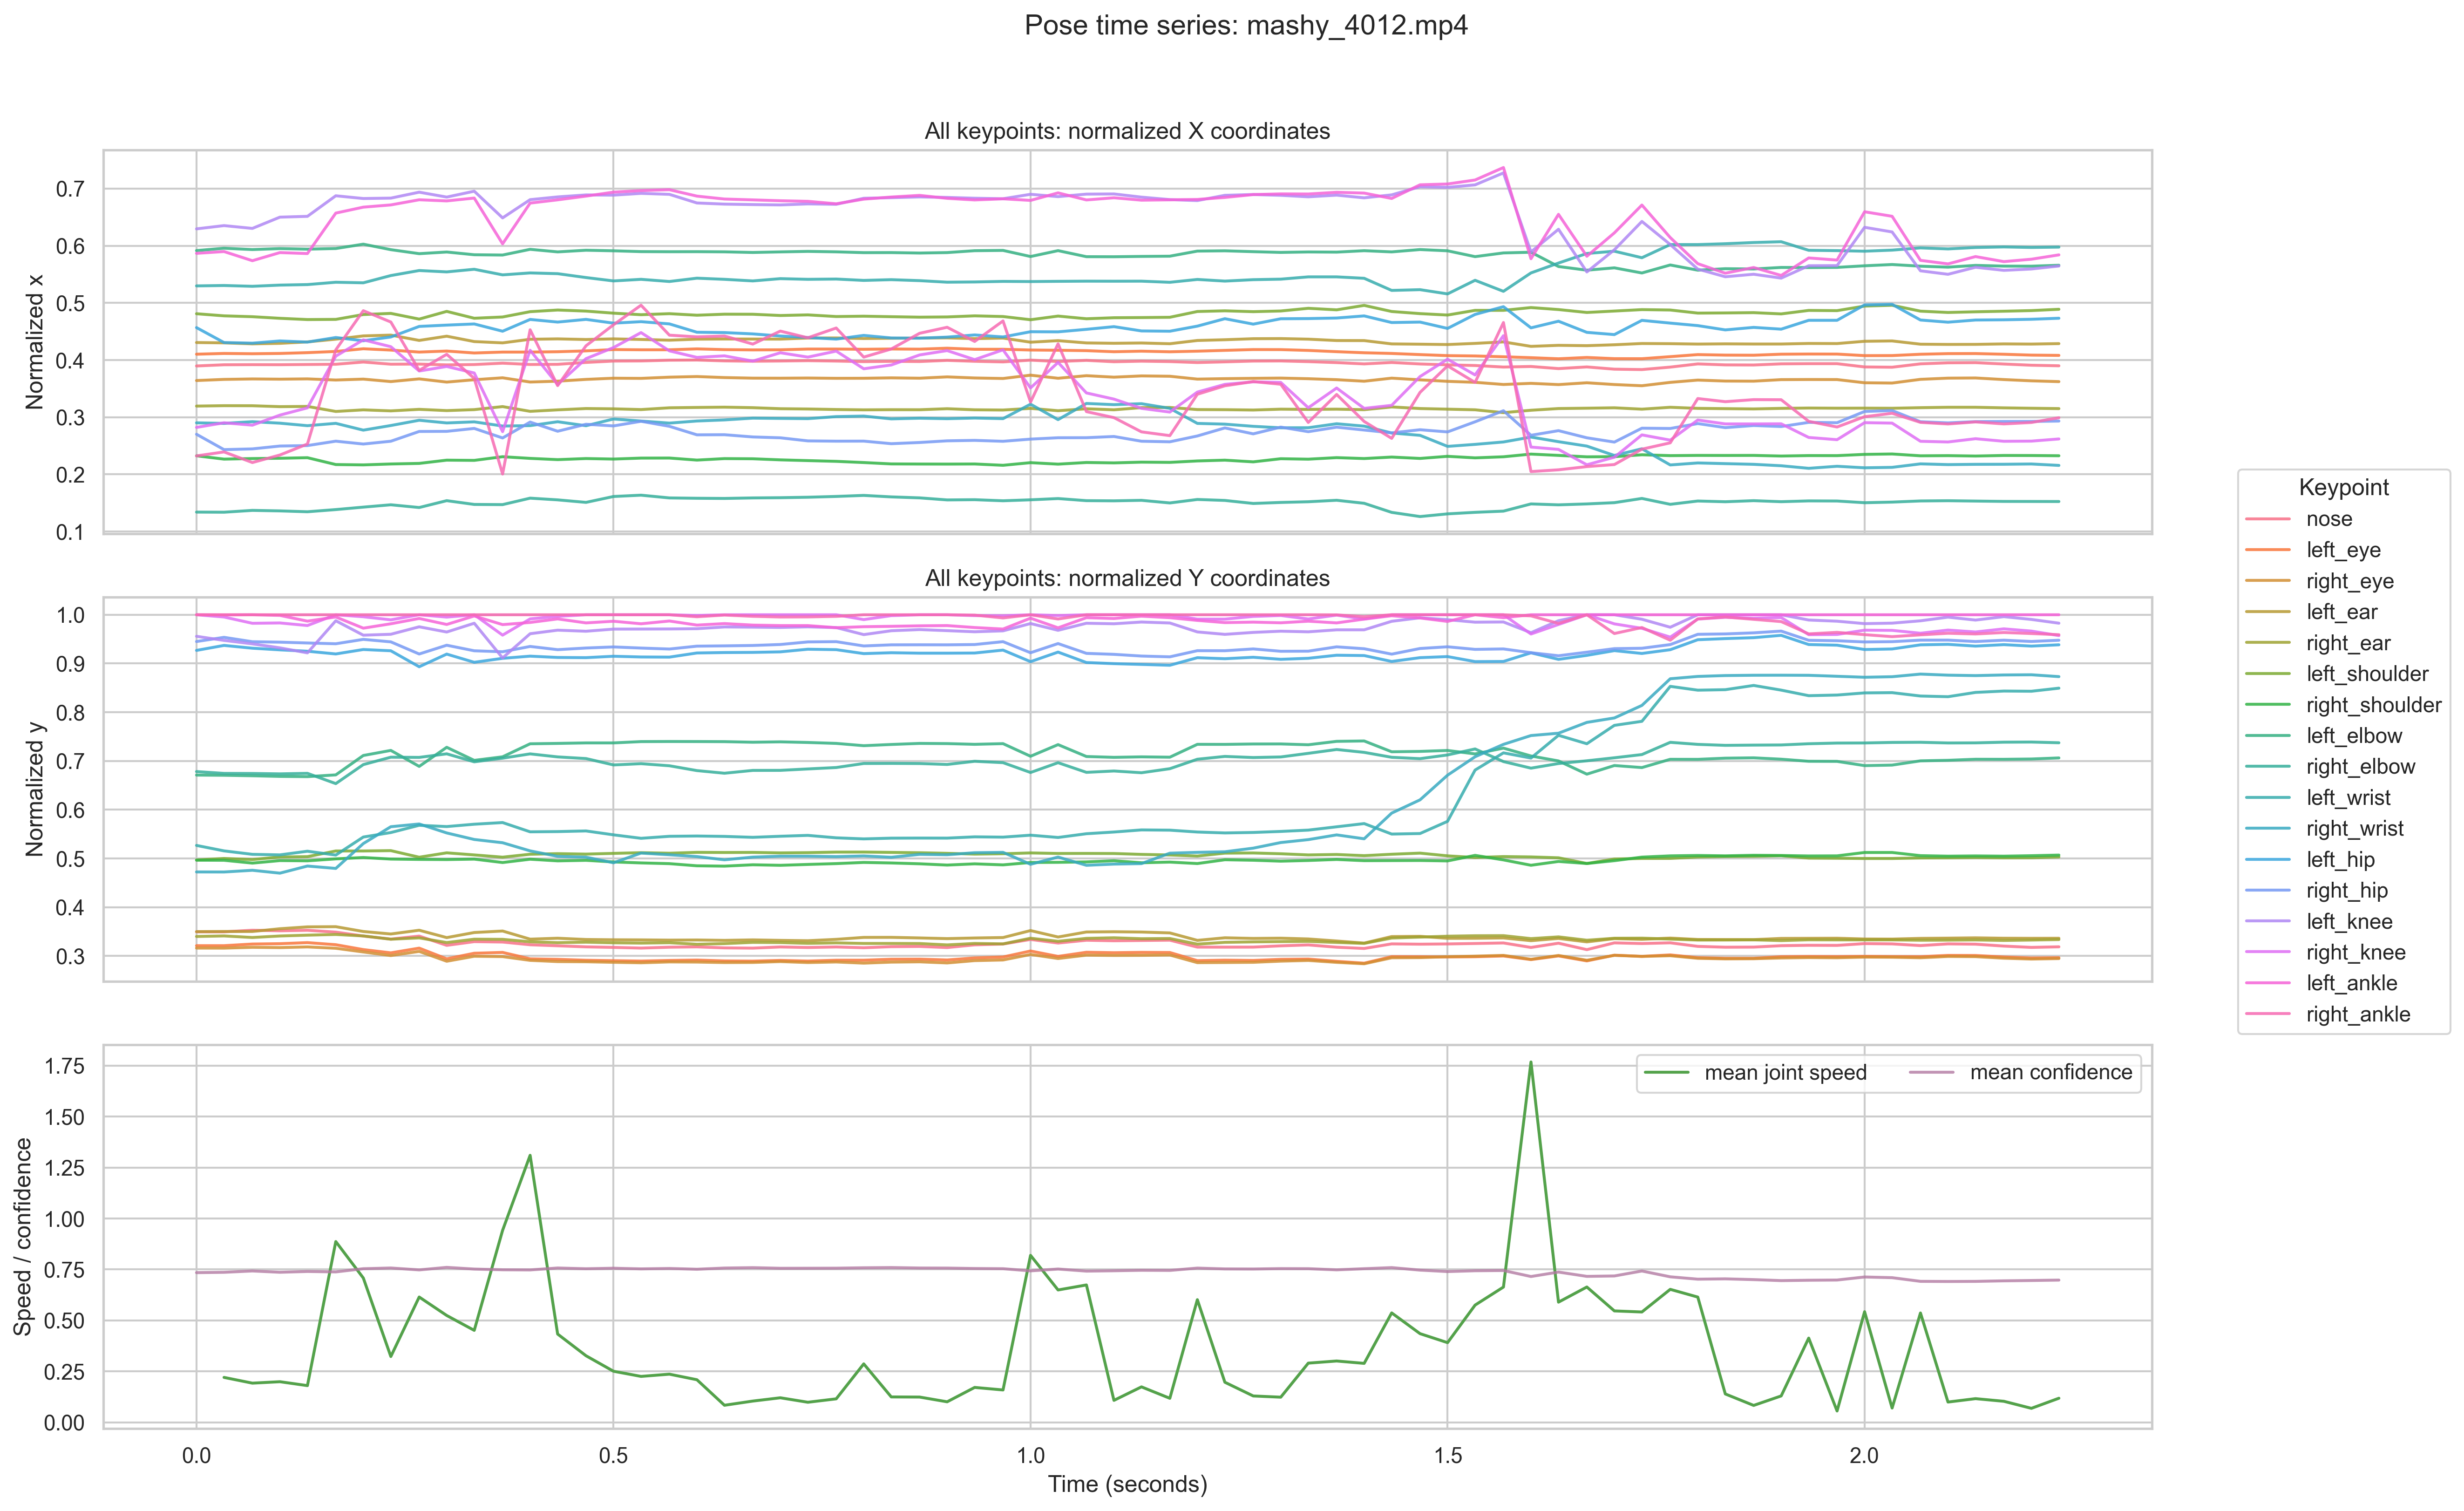 Pose time series: mashy_4012.mp4
All keypoints: normalized X coordinates
Normalized x
0.7
0.6
0.5
0.4
0.3
0.2
0.1
All keypoints: normalized Y coordinates
Normalized y
1.0
0.9
0.8
0.7
0.6
0.5
0.4
0.3
Keypoint
nose
left_eye
right_eye
left_ear
right_ear
left_shoulder
right_shoulder
left_elbow
right_elbow
left_wrist
right_wrist
left_hip
right_hip
left_knee
right_knee
left_ankle
right_ankle
Speed / confidence
1.75
1.50
1.25
1.00
0.75
0.50
0.25
0.00
mean joint speed mean confidence
0.0 0.5 1.0 1.5 2.0
Time (seconds)